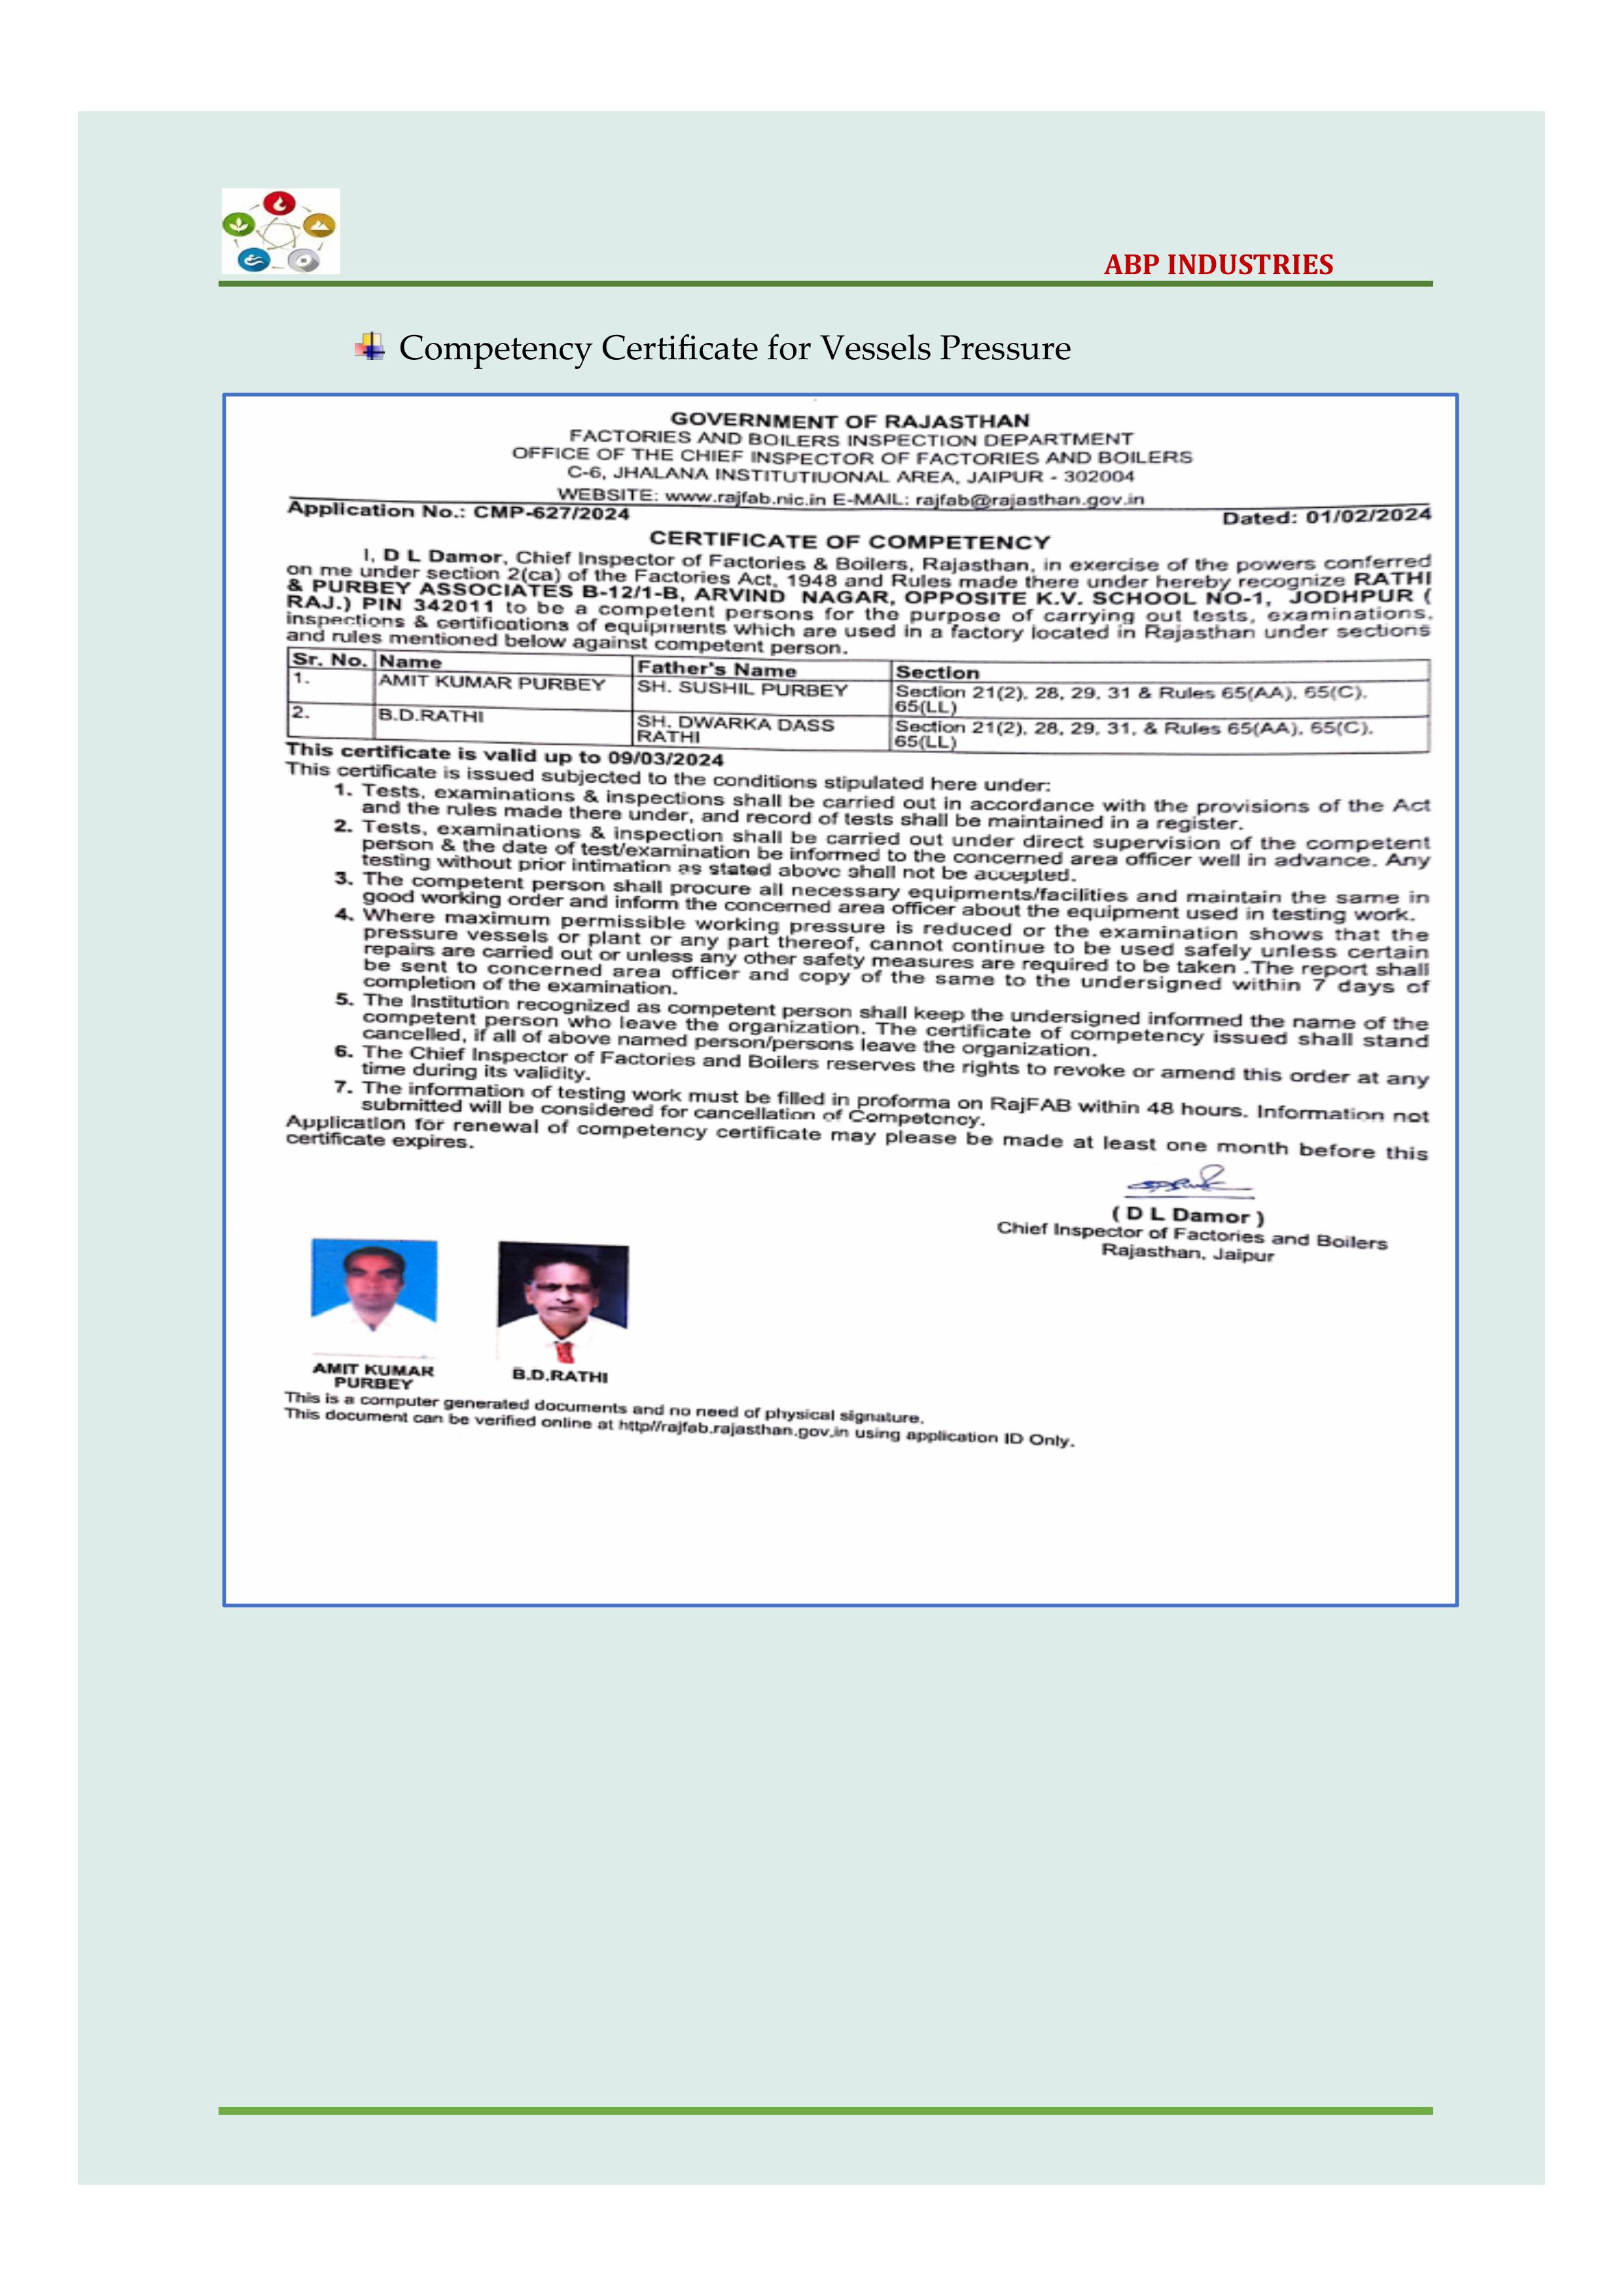 ABP INDUSTRIES
Competency Certificate for Vessels Pressure
GOVERNMENT OF RAJASTHAN
FACTORIES AND BOILERS INSPECTION DEPARTMENT
OFFICE OF THE CHIEF INSPECTOR OF FACTORIES AND BOILERS
C-6, JHALANA INSTITUTIUONAL AREA, JAIPUR - 302004
WEBSITE: www.rajfab.nic.in E-MAIL: rajfab@rajasthan.gov.in
Application No.: CMP-627/2024 Dated: 01/02/2024
CERTIFICATE OF COMPETENCY
I, D L Damor, Chief Inspector of Factories & Boilers, Rajasthan, in exercise of the powers conferred
on me under section 2(ca) of the Factories Act, 1948 and Rules made there under hereby recognize RATHI
& PURBEY ASSOCIATES B-12/1-B, ARVIND NAGAR, OPPOSITE K.V. SCHOOL NO-1, JODHPUR (
RAJ.) PIN 342011 to be a competent persons for the purpose of carrying out tests, examinations,
inspections & certifications of equipments which are used in a factory located in Rajasthan under sections
and rules mentioned below against competent person.
Sr. No. Name Father's Name Section
1. AMIT KUMAR PURBEY SH. SUSHIL PURBEY Section 21(2), 28, 29, 31 & Rules 65(AA), 65(C),
65(LL)
2. B.D.RATHI SH. DWARKA DASS Section 21(2), 28, 29, 31, & Rules 65(AA), 65(C),
RATHI 65(LL)
This certificate is valid up to 09/03/2024
This certificate is issued subjected to the conditions stipulated here under:
1. Tests, examinations & inspections shall be carried out in accordance with the provisions of the Act
and the rules made there under, and record of tests shall be maintained in a register.
2. Tests, examinations & inspection shall be carried out under direct supervision of the competent
person & the date of test/examination be informed to the concerned area officer well in advance. Any
testing without prior intimation as stated above shall not be accepted.
3. The competent person shall procure all necessary equipments/facilities and maintain the same in
good working order and inform the concerned area officer about the equipment used in testing work.
4. Where maximum permissible working pressure is reduced or the examination shows that the
pressure vessels or plant or any part thereof, cannot continue to be used safely unless certain
repairs are carried out or unless any other safety measures are required to be taken .The report shall
be sent to concerned area officer and copy of the same to the undersigned within 7 days of
completion of the examination.
5. The Institution recognized as competent person shall keep the undersigned informed the name of the
competent person who leave the organization. The certificate of competency issued shall stand
cancelled, if all of above named person/persons leave the organization.
6. The Chief Inspector of Factories and Boilers reserves the rights to revoke or amend this order at any
time during its validity.
7. The information of testing work must be filled in proforma on RajFAB within 48 hours. Information not
submitted will be considered for cancellation of Competency.
Application for renewal of competency certificate may please be made at least one month before this
certificate expires.
( D L Damor )
Chief Inspector of Factories and Boilers
Rajasthan, Jaipur
AMIT KUMAR
PURBEY
B.D.RATHI
This is a computer generated documents and no need of physical signature.
This document can be verified online at http//rajfab.rajasthan.gov.in using application ID Only.